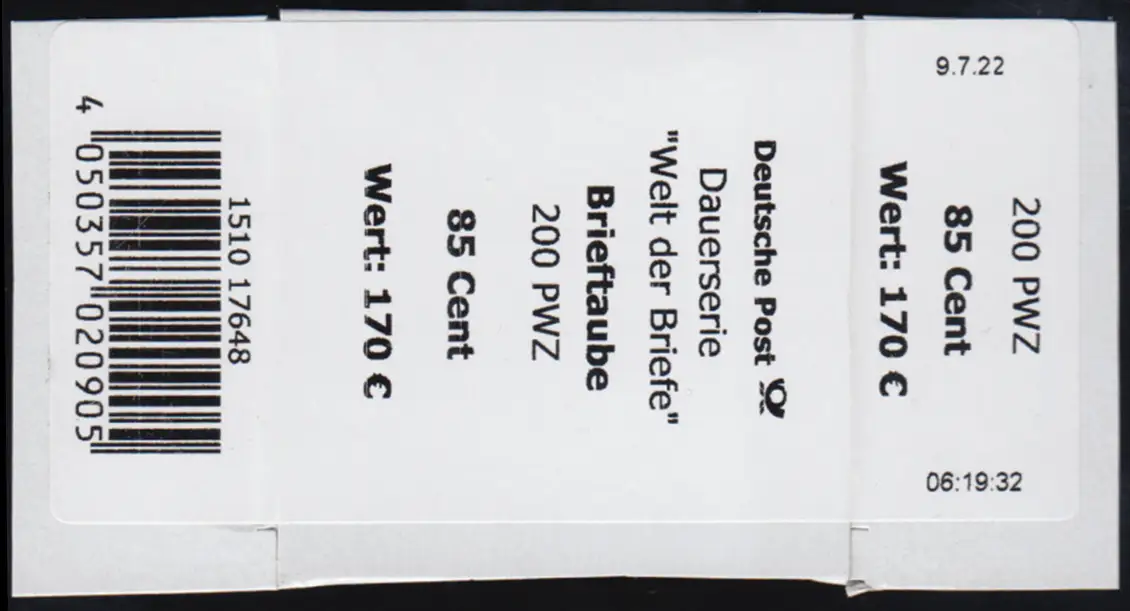 200 PWZ
85 Cent
Wert: 170 €
9.7.22
06:19:32
Deutsche Post
Dauerserie
"Welt der Briefe"
Brieftaube
200 PWZ
85 Cent
Wert: 170 €
1510 17648
4 050357 020905